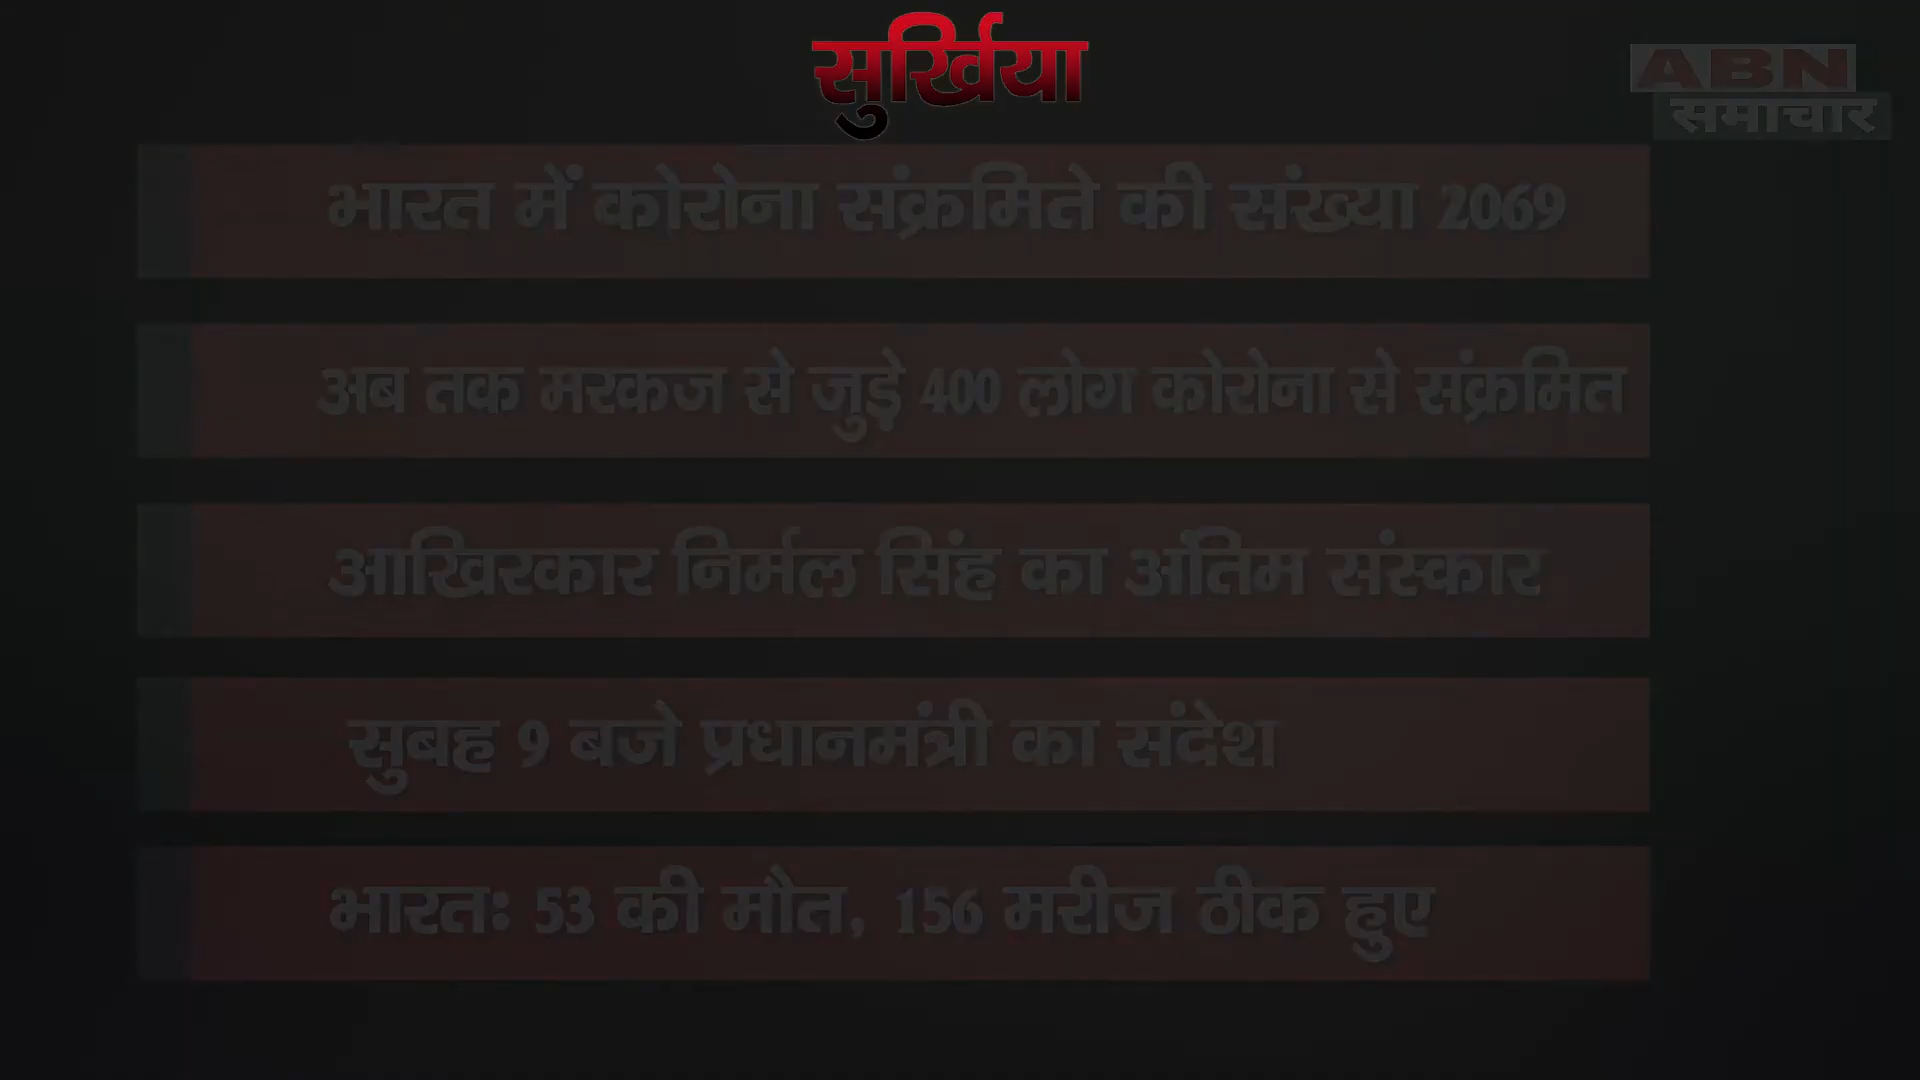 सुर्खिया
ABN
समाचार
भारत में कोरोना संक्रमिते की संख्या 2069
अब तक मरकज से जुड़े 400 लोग कोरोना से संक्रमित
आखिरकार निर्मल सिंह का अंतिम संस्कार
सुबह 9 बजे प्रधानमंत्री का संदेश
भारतः 53 की मौत, 156 मरीज ठीक हुए